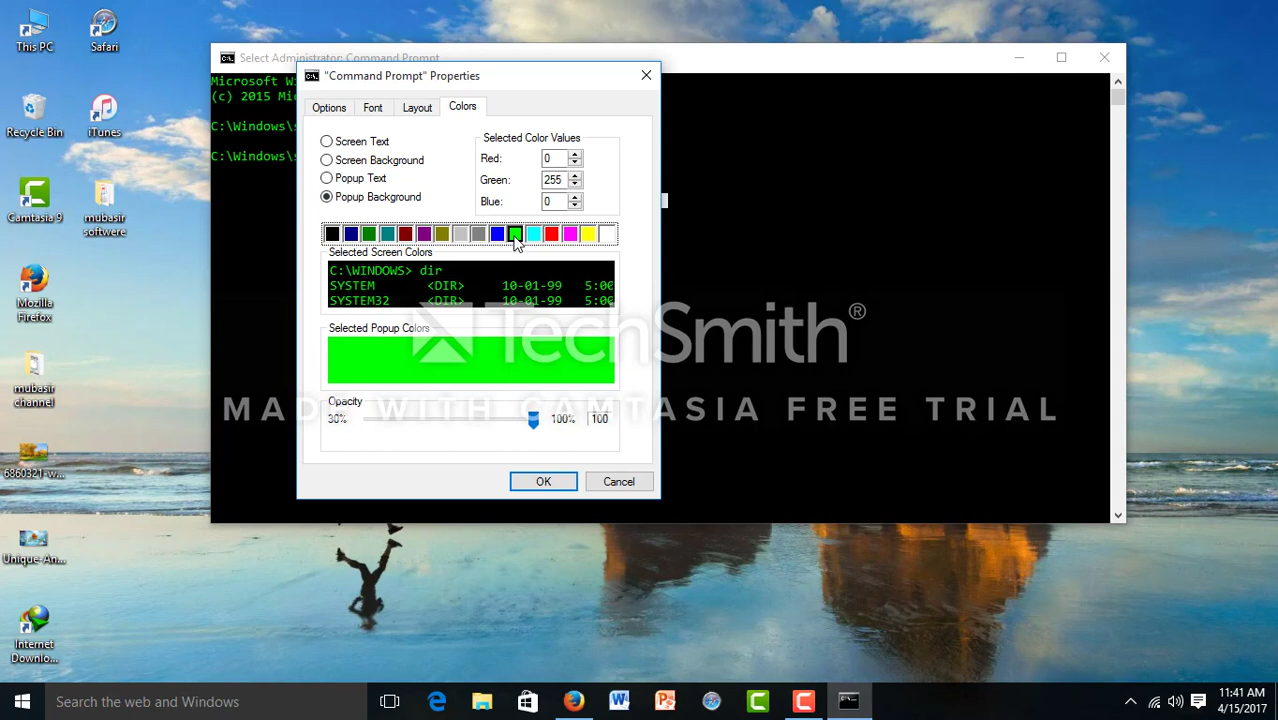 This PC
Safari
Recycle Bin
iTunes
Camtasia 9
mubasir
softwere
Mozilla
Firefox
mubasir
channel
6860321-w...
Unique-An...
Internet
Downlo...
Select Administrator: Command Prompt
Microsoft W
(c) 2015 Mic
C:\Windows\s
C:\Windows\s
"Command Prompt" Properties
Options
Font
Layout
Colors
Screen Text
Screen Background
Popup Text
Popup Background
Selected Color Values
Red: 0
Green: 255
Blue: 0
Selected Screen Colors
C:\WINDOWS> dir
SYSTEM <DIR> 10-01-99 5:00
SYSTEM32 <DIR> 10-01-99 5:00
Selected Popup Colors
Opacity
30% 100% 100
OK
Cancel
TechSmith®
MADE WITH CAMTASIA FREE TRIAL
Search the web and Windows
11:41 AM
4/15/2017